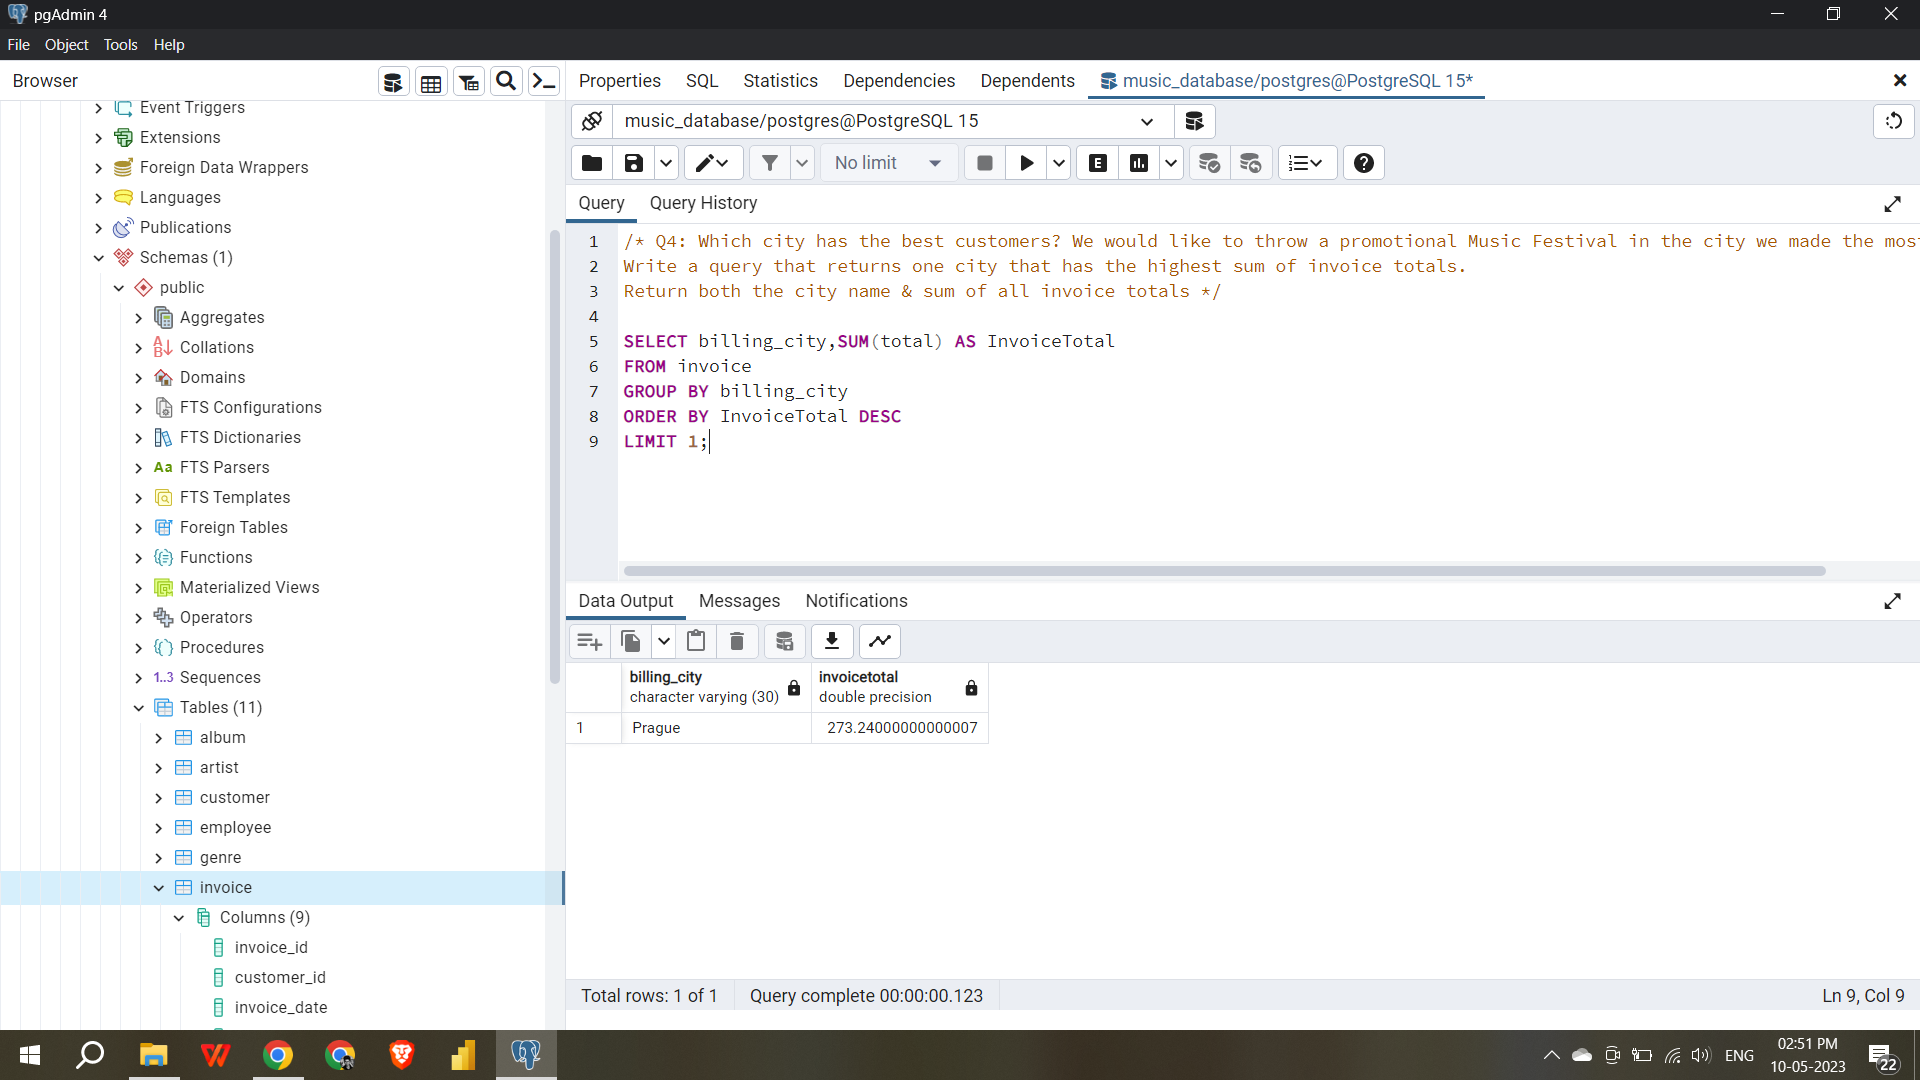 pgAdmin 4
File Object Tools Help
Browser
Event Triggers
Extensions
Foreign Data Wrappers
Languages
Publications
Schemas (1)
public
Aggregates
Collations
Domains
FTS Configurations
FTS Dictionaries
Aa FTS Parsers
FTS Templates
Foreign Tables
Functions
Materialized Views
Operators
Procedures
1..3 Sequences
Tables (11)
album
artist
customer
employee
genre
invoice
Columns (9)
invoice_id
customer_id
invoice_date
Properties SQL Statistics Dependencies Dependents music_database/postgres@PostgreSQL 15*
music_database/postgres@PostgreSQL 15
No limit
E
Query Query History
1 /* Q4: Which city has the best customers? We would like to throw a promotional Music Festival in the city we made the mos
2 Write a query that returns one city that has the highest sum of invoice totals.
3 Return both the city name & sum of all invoice totals */
4
5 SELECT billing_city,SUM(total) AS InvoiceTotal
6 FROM invoice
7 GROUP BY billing_city
8 ORDER BY InvoiceTotal DESC
9 LIMIT 1;
Data Output Messages Notifications
billing_city invoicetotal
character varying (30) double precision
1 Prague 273.24000000000007
Total rows: 1 of 1 Query complete 00:00:00.123 Ln 9, Col 9
ENG
02:51 PM
10-05-2023
22